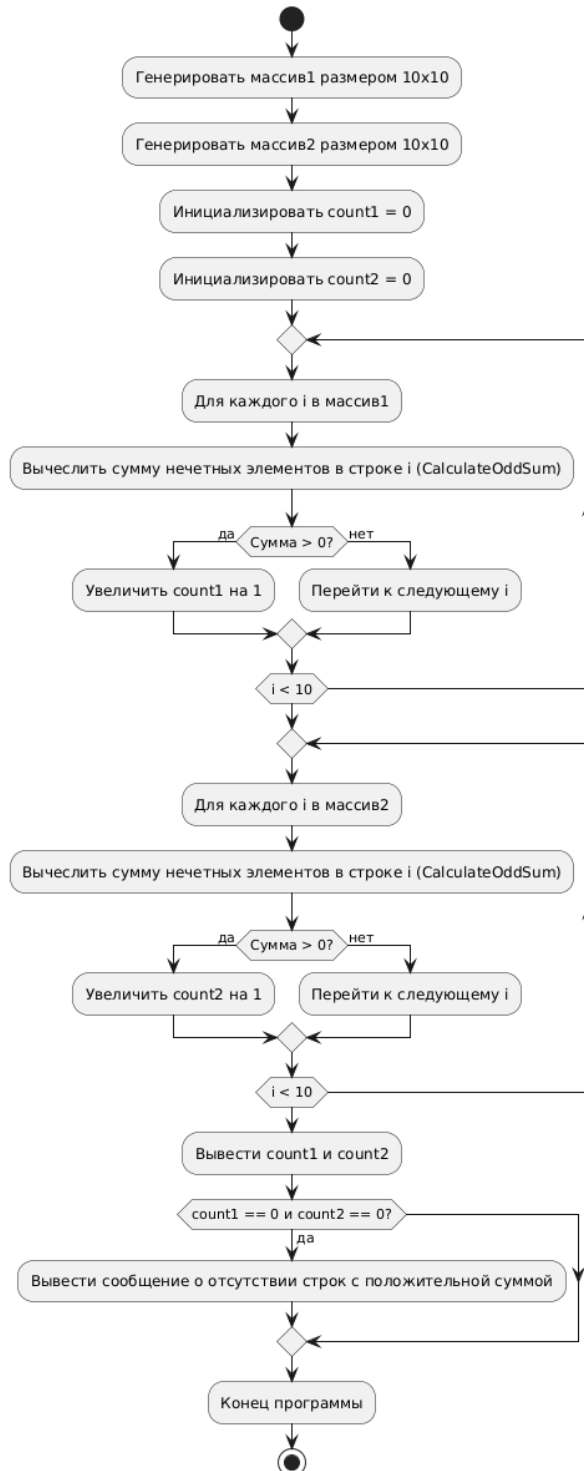 Генерировать массив1 размером 10x10
Генерировать массив2 размером 10x10
Инициализировать count1 = 0
Инициализировать count2 = 0
Для каждого i в массив1
Вычеслить сумму нечетных элементов в строке i (CalculateOddSum)
да
Сумма > 0?
нет
Увеличить count1 на 1
Перейти к следующему i
i < 10
Для каждого i в массив2
Вычеслить сумму нечетных элементов в строке i (CalculateOddSum)
да
Сумма > 0?
нет
Увеличить count2 на 1
Перейти к следующему i
i < 10
Вывести count1 и count2
count1 == 0 и count2 == 0?
да
Вывести сообщение о отсутствии строк с положительной суммой
Конец программы